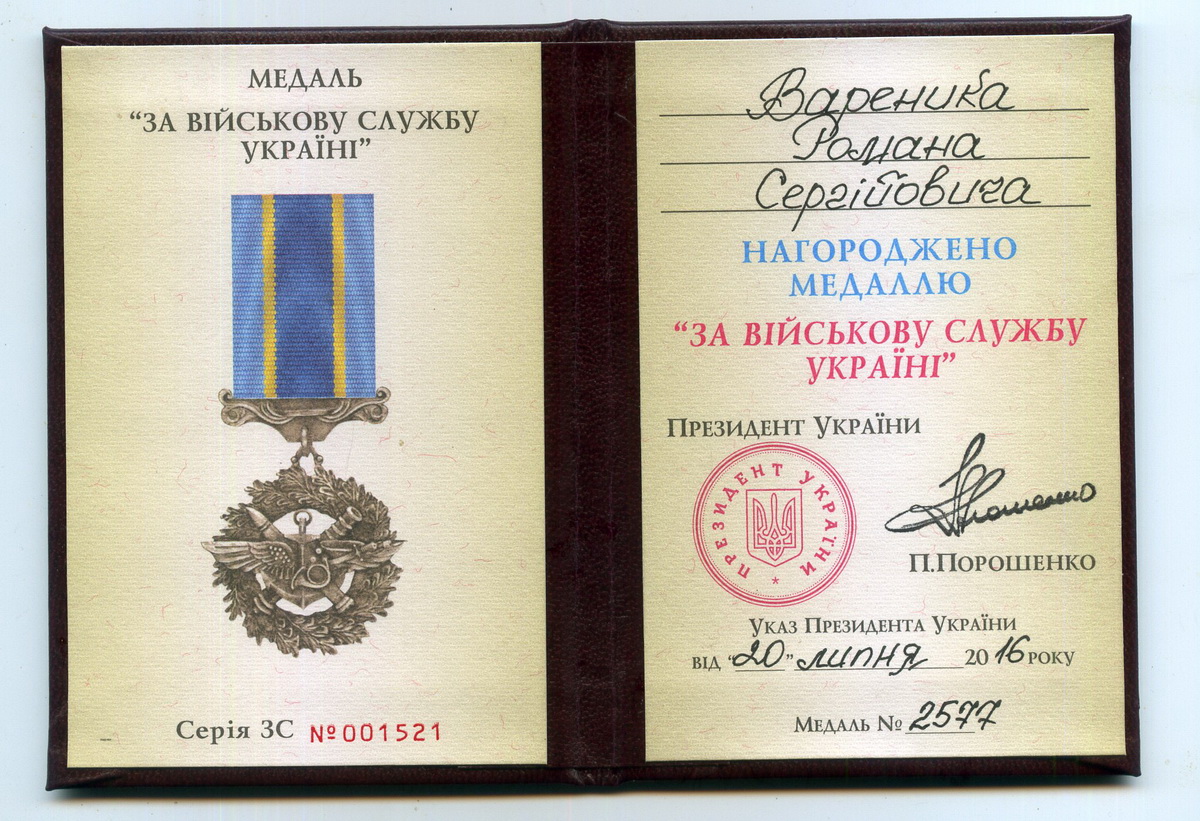 МЕДАЛЬ
“ЗА ВІЙСЬКОВУ СЛУЖБУ
УКРАЇНІ”
Серія ЗС №001521
Вареника
Романа
Сергійовича
НАГОРОДЖЕНО
МЕДАЛЛЮ
“ЗА ВІЙСЬКОВУ СЛУЖБУ
УКРАЇНІ”
ПРЕЗИДЕНТ УКРАЇНИ
ПРЕЗИДЕНТ УКРАЇНИ
П.ПОРОШЕНКО
УКАЗ ПРЕЗИДЕНТА УКРАЇНИ
ВІД “20” липня 2016 РОКУ
МЕДАЛЬ № 2577